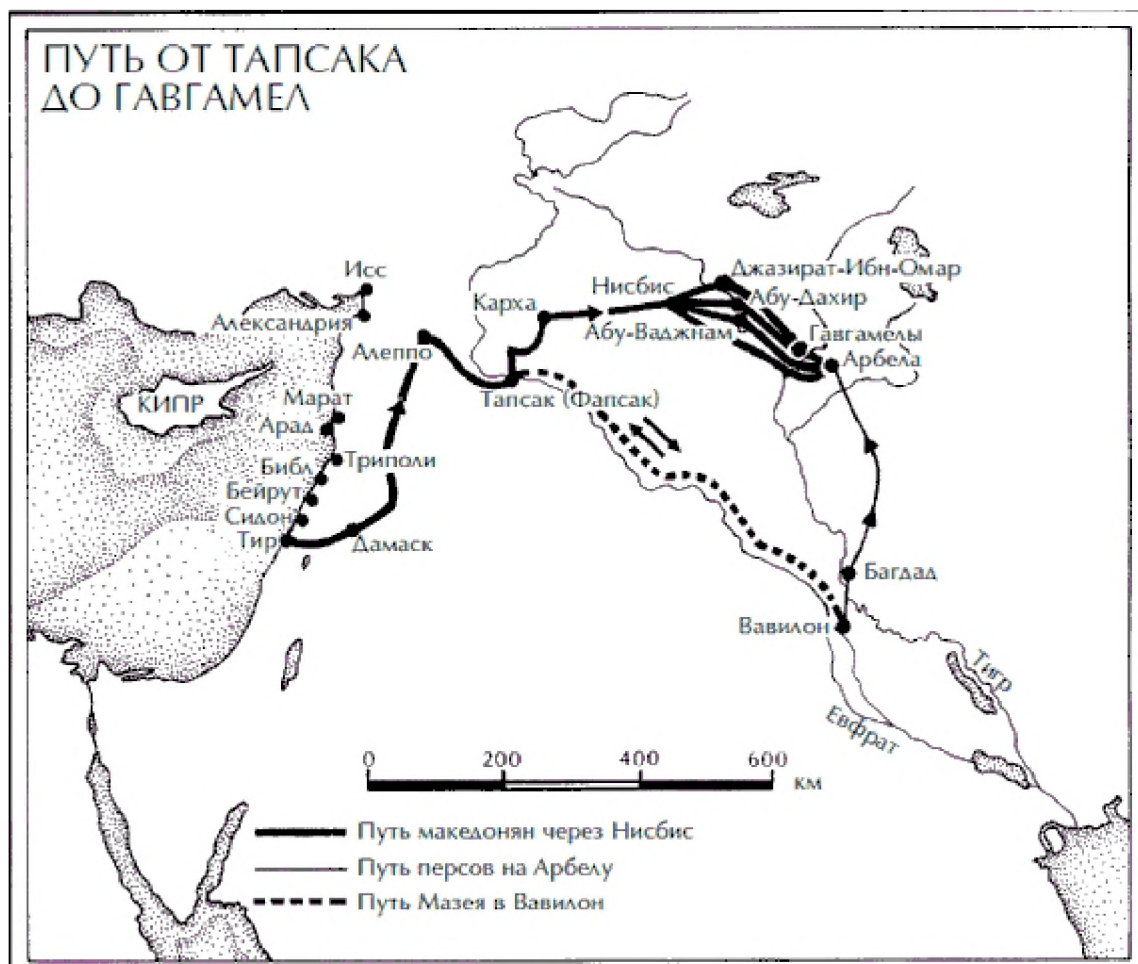 ПУТЬ ОТ ТАПСАКА
ДО ГАВГАМЕЛ
Исс
Александрия
Алеппо
Карха
Нисбис
Джазират-Ибн-Омар
Абу-Дахир
Абу-Ваджнам
Гавгамелы
Арбела
КИПР
Марат
Арад
Тапсак (Фапсак)
Триполи
Библ
Бейрут
Сидон
Тир
Дамаск
Багдад
Вавилон
Тигр
Евфрат
0 200 400 600
км
Путь македонян через Нисбис
Путь персов на Арбелу
Путь Мазея в Вавилон